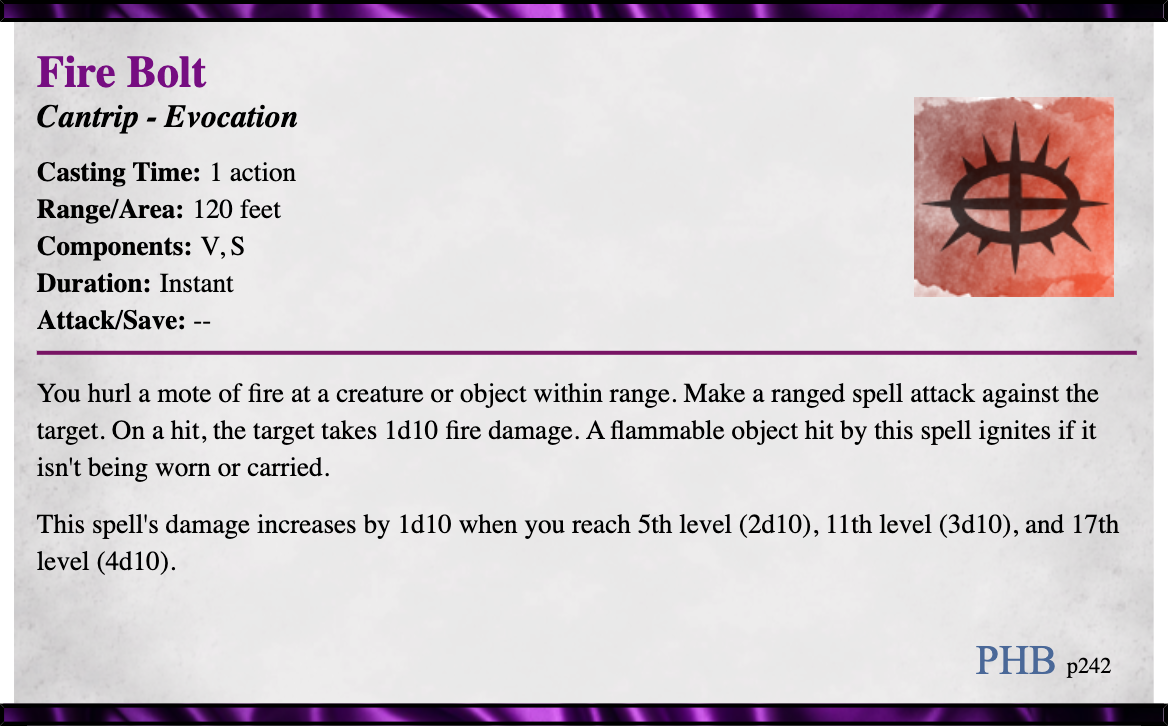 Fire Bolt
Cantrip - Evocation
Casting Time: 1 action
Range/Area: 120 feet
Components: V, S
Duration: Instant
Attack/Save: --
You hurl a mote of fire at a creature or object within range. Make a ranged spell attack against the
target. On a hit, the target takes 1d10 fire damage. A flammable object hit by this spell ignites if it
isn't being worn or carried.
This spell's damage increases by 1d10 when you reach 5th level (2d10), 11th level (3d10), and 17th
level (4d10).
PHB p242